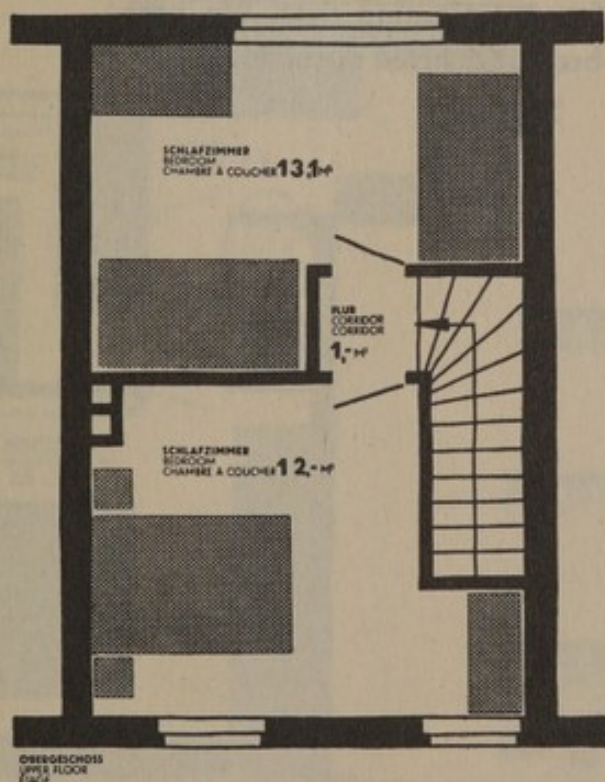 SCHLAFZIMMER
BEDROOM
CHAMBRE À COUCHER 13,1 M²
FLUR
CORRIDOR
CORRIDOR
1,- M²
SCHLAFZIMMER
BEDROOM
CHAMBRE À COUCHER 12,- M²
OBERGESCHOSS
UPPER FLOOR
ÉTAGE